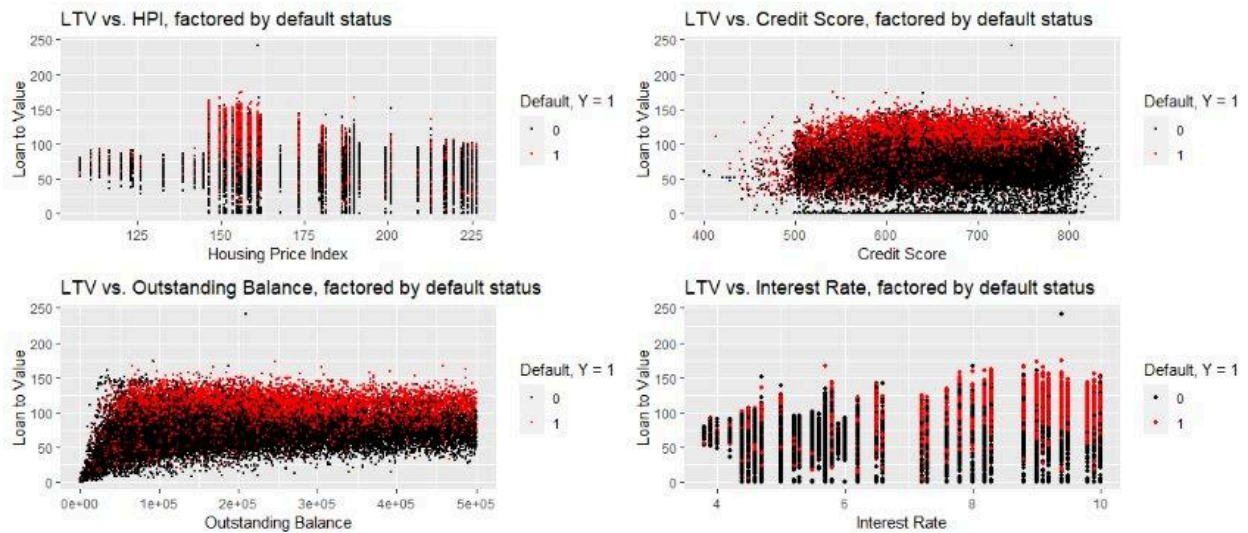 LTV vs. HPI, factored by default status
250
200
150
100
50
0
Loan to Value
125
150
175
200
225
Housing Price Index
Default, Y = 1
0
1
LTV vs. Credit Score, factored by default status
250
200
150
100
50
0
Loan to Value
400
500
600
700
800
Credit Score
Default, Y = 1
0
1
LTV vs. Outstanding Balance, factored by default status
250
200
150
100
50
0
Loan to Value
0e+00
1e+05
2e+05
3e+05
4e+05
5e+05
Outstanding Balance
Default, Y = 1
0
1
LTV vs. Interest Rate, factored by default status
250
200
150
100
50
0
Loan to Value
4
6
8
10
Interest Rate
Default, Y = 1
0
1